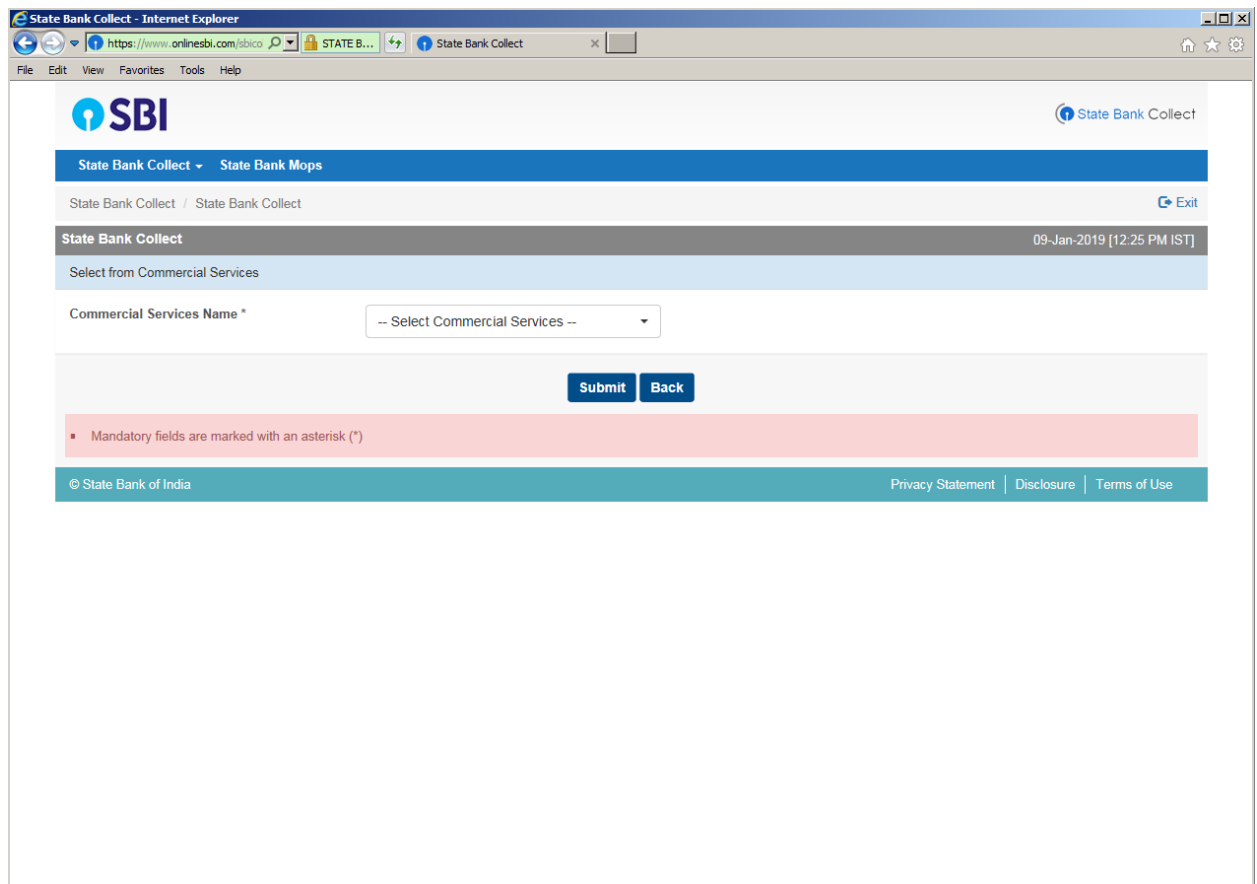 State Bank Collect - Internet Explorer
https://www.onlinesbi.com/sbico STATE B... State Bank Collect
File Edit View Favorites Tools Help
SBI
State Bank Collect
State Bank Collect State Bank Mops
State Bank Collect / State Bank Collect Exit
State Bank Collect 09-Jan-2019 [12:25 PM IST]
Select from Commercial Services
Commercial Services Name * -- Select Commercial Services --
Submit Back
Mandatory fields are marked with an asterisk (*)
© State Bank of India Privacy Statement Disclosure Terms of Use